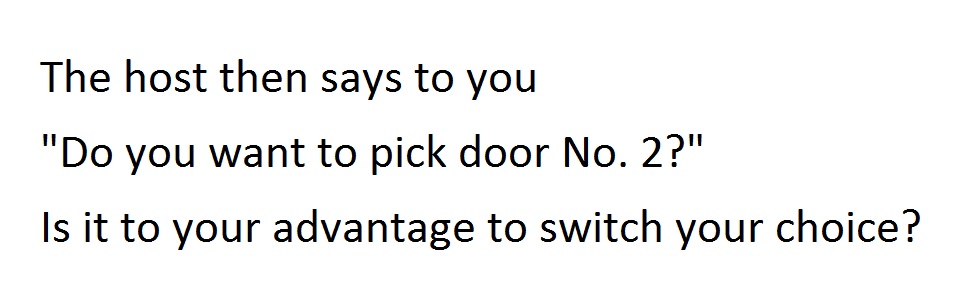 The host then says to you
"Do you want to pick door No. 2?"
Is it to your advantage to switch your choice?